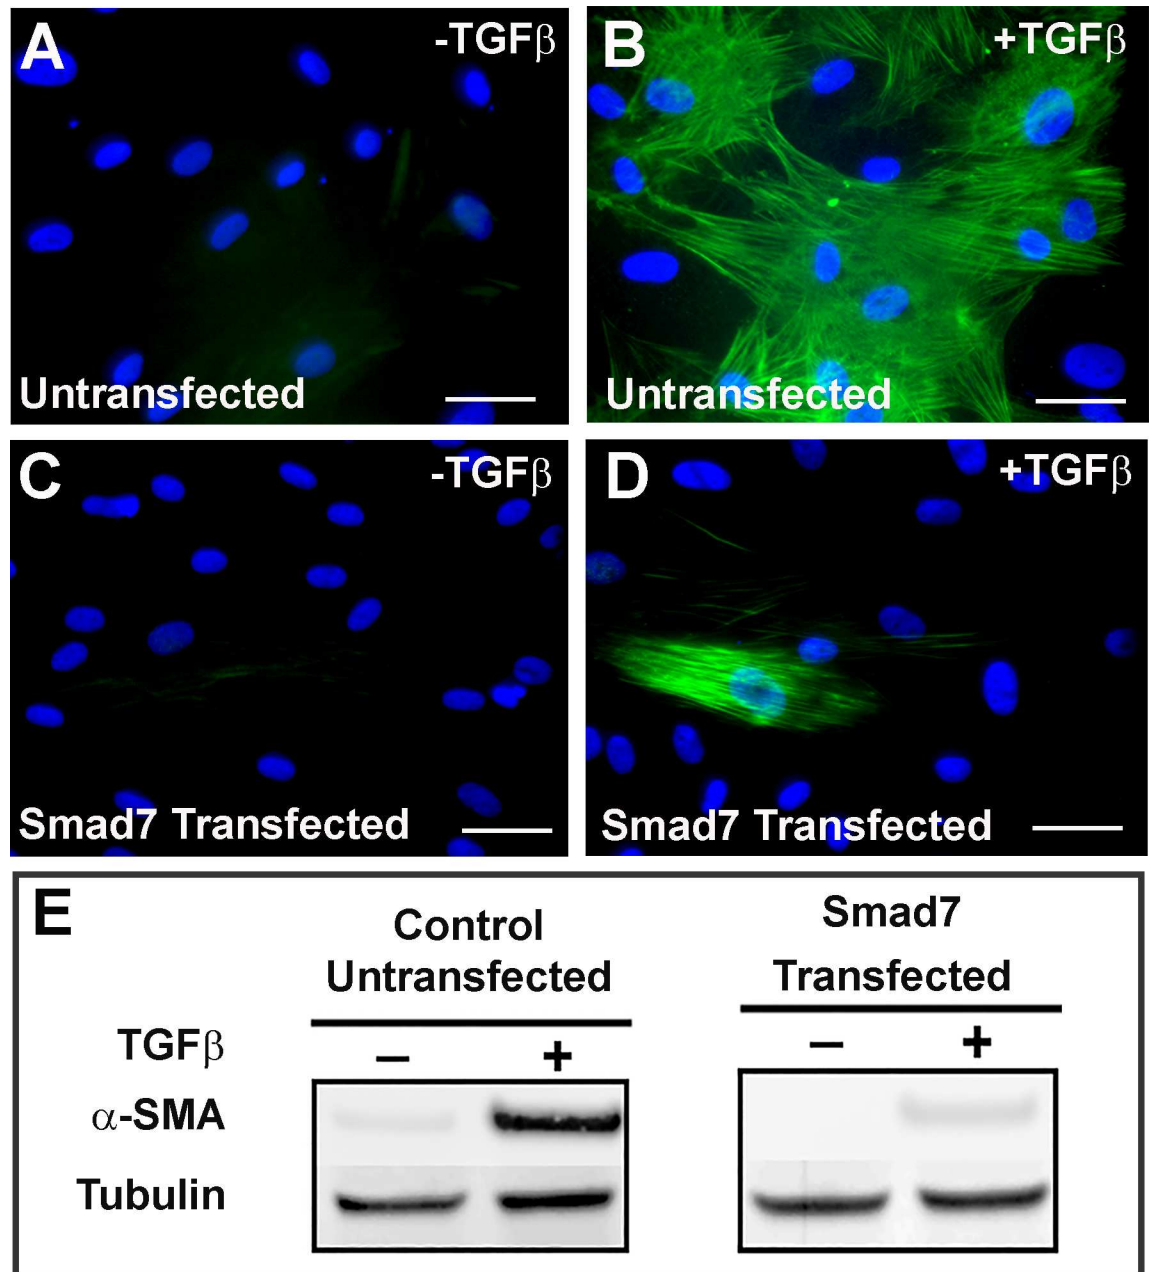 A
-TGFβ
Untransfected
B
+TGFβ
Untransfected
C
-TGFβ
Smad7 Transfected
D
+TGFβ
Smad7 Transfected
E
Control
Untransfected
Smad7
Transfected
TGFβ − + − +
α-SMA
Tubulin